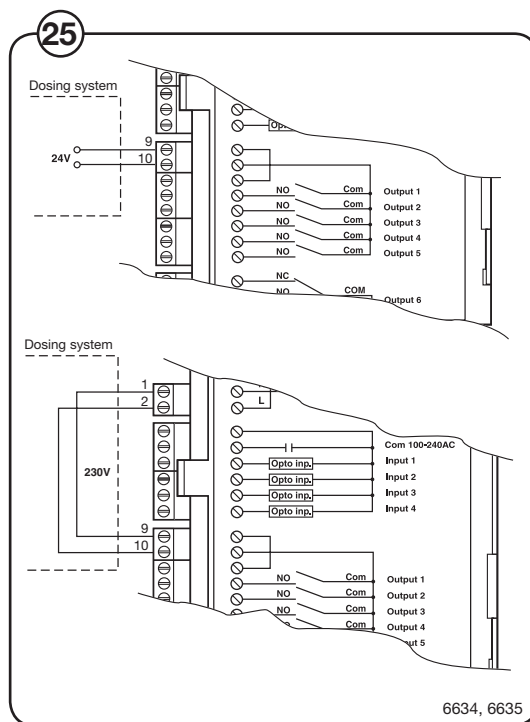 25
Dosing system
24V
9
10
NO Com Output 1
NO Com Output 2
NO Com Output 3
NO Com Output 4
NO Com Output 5
NC
NO COM Output 6
Dosing system
230V
1
2
L
Com 100-240AC
Opto inp. Input 1
Opto inp. Input 2
Opto inp. Input 3
Opto inp. Input 4
9
10
NO Com Output 1
NO Com Output 2
NO Com Output 3
Com Output 4
5
6634, 6635